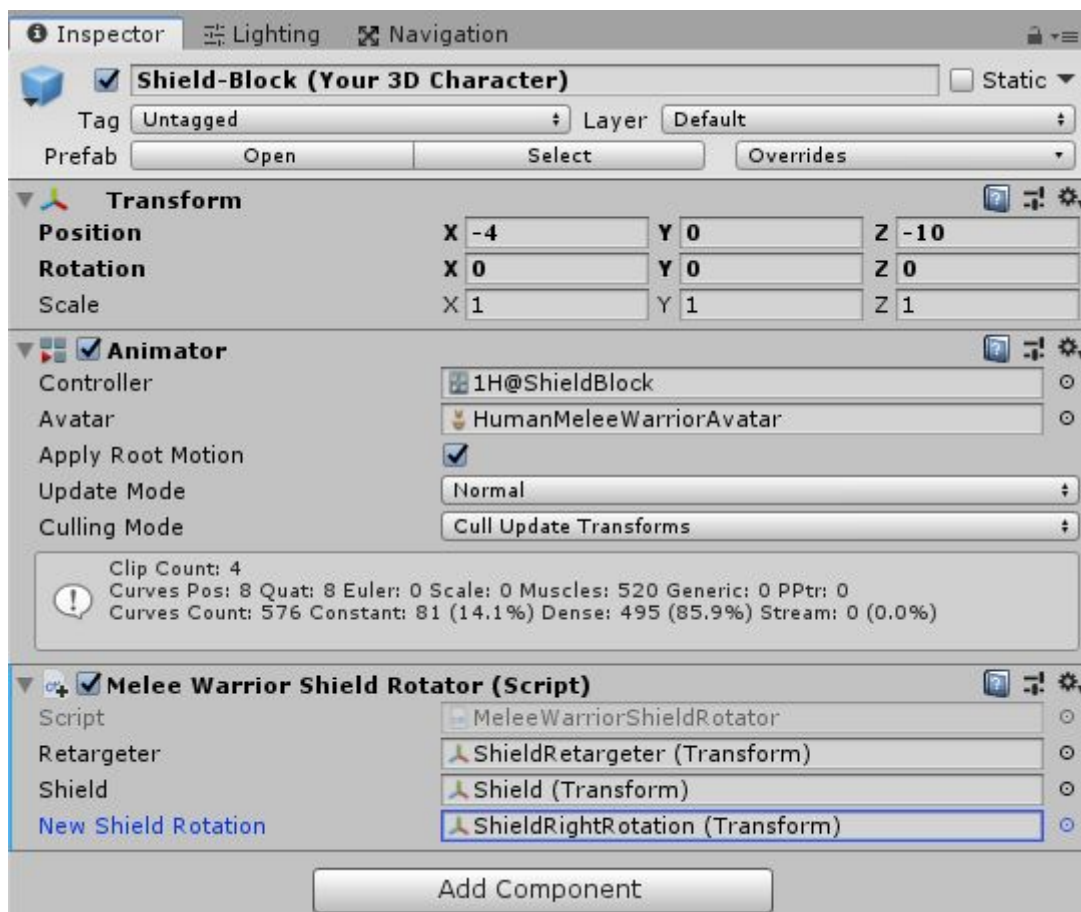 Inspector Lighting Navigation
Shield-Block (Your 3D Character) Static
Tag Untagged Layer Default
Prefab Open Select Overrides
Transform
Position X -4 Y 0 Z -10
Rotation X 0 Y 0 Z 0
Scale X 1 Y 1 Z 1
Animator
Controller 1H@ShieldBlock
Avatar HumanMeleeWarriorAvatar
Apply Root Motion
Update Mode Normal
Culling Mode Cull Update Transforms
Clip Count: 4
Curves Pos: 8 Quat: 8 Euler: 0 Scale: 0 Muscles: 520 Generic: 0 PPtr: 0
Curves Count: 576 Constant: 81 (14.1%) Dense: 495 (85.9%) Stream: 0 (0.0%)
Melee Warrior Shield Rotator (Script)
Script MeleeWarriorShieldRotator
Retargeter ShieldRetargeter (Transform)
Shield Shield (Transform)
New Shield Rotation ShieldRightRotation (Transform)
Add Component